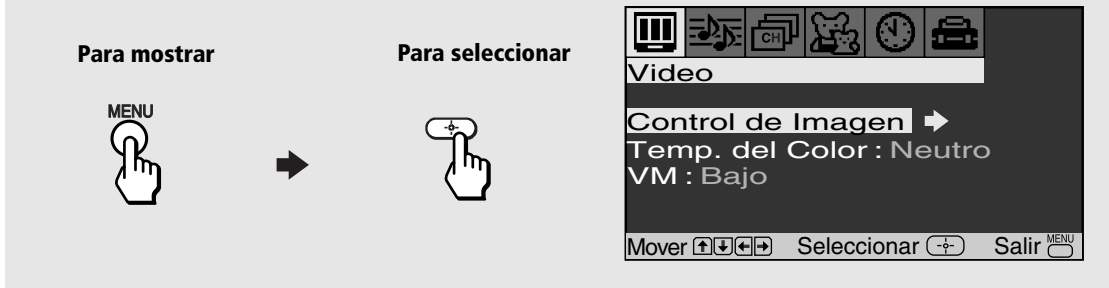 Para mostrar
Para seleccionar
MENU
CH
Video
Control de Imagen
Temp. del Color : Neutro
VM : Bajo
Mover Seleccionar Salir MENU